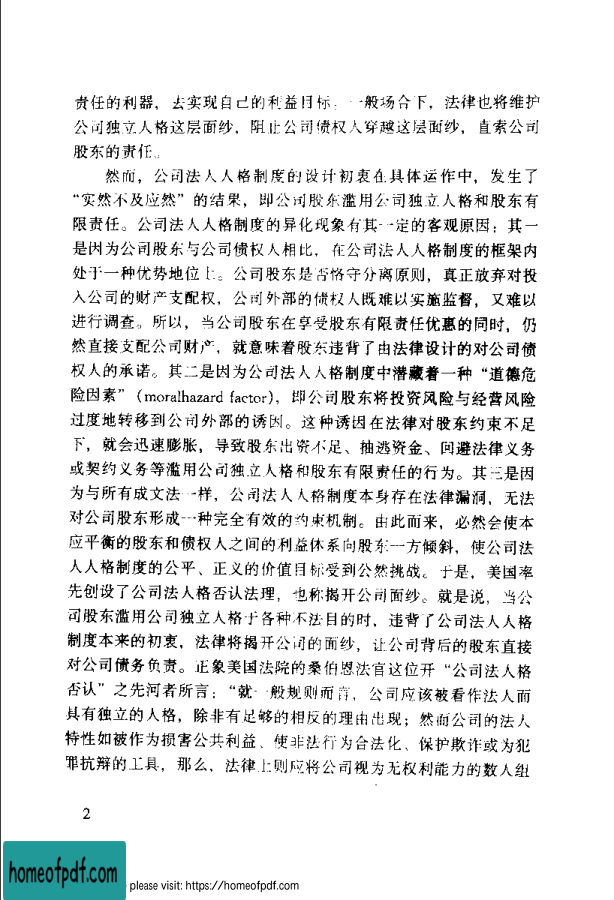 责任的利器，去实现自己的利益目标。一般场合下，法律也将维护
公司独立人格这层面纱，阻止公司债权人穿越这层面纱，直索公司
股东的责任。
然而，公司法人人格制度的设计初衷在具体运作中，发生了
“实然不及应然”的结果，即公司股东滥用公司独立人格和股东有
限责任。公司法人人格制度的异化现象有其一定的客观原因：其一
是因为公司股东与公司债权人相比，在公司法人人格制度的框架内
处于一种优势地位上。公司股东是否恪守分离原则，真正放弃对投
入公司的财产支配权，公司外部的债权人既难以实施监督，又难以
进行调查。所以，当公司股东在享受股东有限责任优惠的同时，仍
然直接支配公司财产，就意味着股东违背了由法律设计的对公司债
权人的承诺。其二是因为公司法人人格制度中潜藏着一种“道德危
险因素”（moralhazard factor），即公司股东将投资风险与经营风险
过度地转移到公司外部的诱因。这种诱因在法律对股东约束不足
下，就会迅速膨胀，导致股东出资不足、抽逃资金、回避法律义务
或契约义务等滥用公司独立人格和股东有限责任的行为。其三是因
为与所有成文法一样，公司法人人格制度本身存在法律漏洞，无法
对公司股东形成一种完全有效的约束机制。由此而来，必然会使本
应平衡的股东和债权人之间的利益体系向股东一方倾斜，使公司法
人人格制度的公平、正义的价值目标受到公然挑战。于是，美国率
先创设了公司法人格否认法理，也称揭开公司面纱。就是说，当公
司股东滥用公司独立人格于各种不法目的时，违背了公司法人人格
制度本来的初衷，法律将揭开公司的面纱，让公司背后的股东直接
对公司债务负责。正象美国法院的桑伯恩法官这位开“公司法人格
否认”之先河者所言：“就一般规则而言，公司应该被看作法人而
具有独立的人格，除非有足够的相反的理由出现；然而公司的法人
特性如被作为损害公共利益、使非法行为合法化、保护欺诈或为犯
罪抗辩的工具，那么，法律上则应将公司视为无权利能力的数人组
2
homeofpdf.com
please visit: https://homeofpdf.com